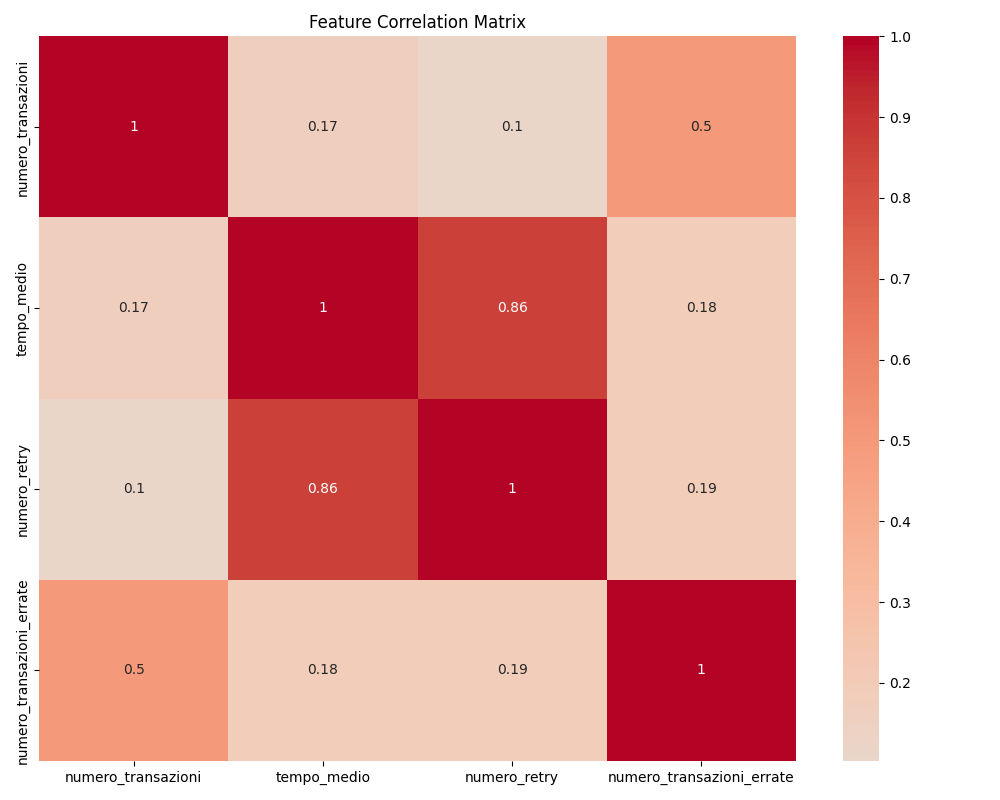 Feature Correlation Matrix
numero_transazioni
1
0.17
0.1
0.5
tempo_medio
0.17
1
0.86
0.18
numero_retry
0.1
0.86
1
0.19
numero_transazioni_errate
0.5
0.18
0.19
1
numero_transazioni
tempo_medio
numero_retry
numero_transazioni_errate
1.0
0.9
0.8
0.7
0.6
0.5
0.4
0.3
0.2